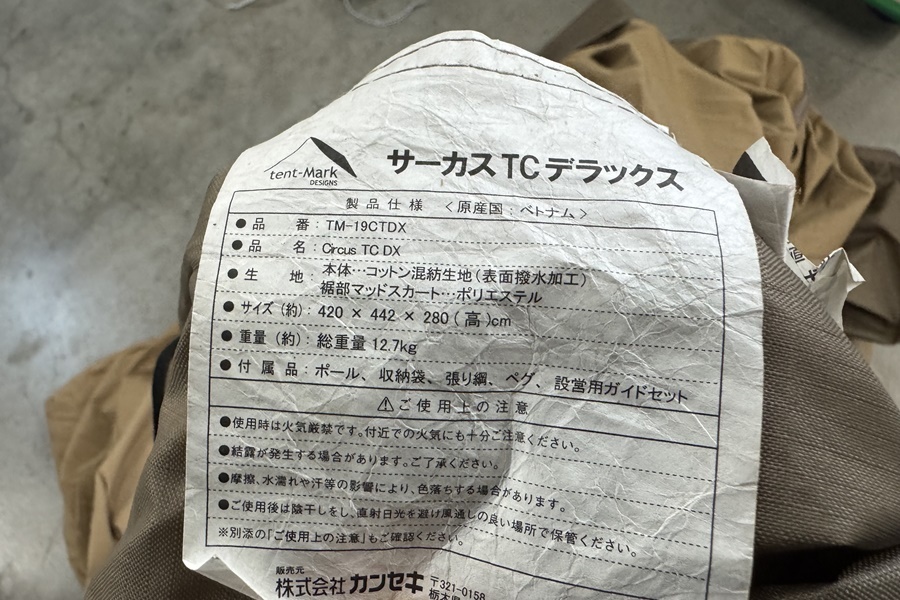 tent-Mark
DESIGNS
サーカス TC デラックス
製品仕様 〈原産国:ベトナム〉
●品番:TM-19CTDX
●品名:Circus TC DX
●生地:本体…コットン混紡生地(表面撥水加工)
裾部マッドスカート…ポリエステル
●サイズ(約):420 × 442 × 280(高)cm
●重量(約):総重量 12.7kg
●付属品:ポール、収納袋、張り綱、ペグ、設営用ガイドセット
⚠ご使用上の注意
●使用時は火気厳禁です。付近での火気にも十分ご注意ください。
●結露が発生する場合があります。ご了承ください。
●摩擦、水濡れや汗等の影響により、色落ちする場合があります。
●ご使用後は陰干しをし、直射日光を避け風通しの良い場所で保管ください。
※別添の「ご使用上の注意」もご確認ください。
販売元
株式会社カンセキ
〒321-0158
栃木県